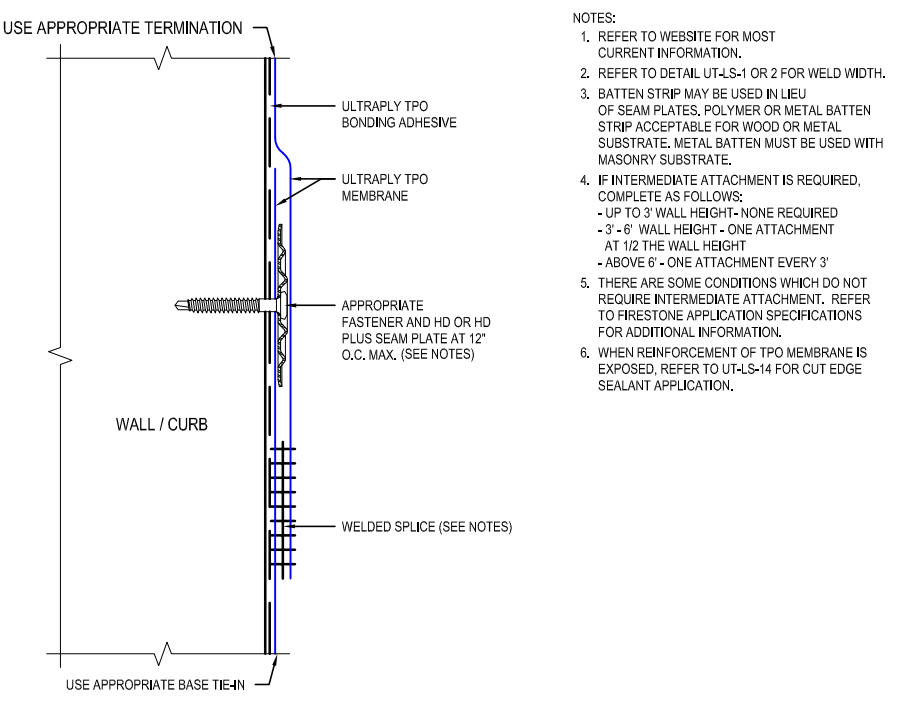 USE APPROPRIATE TERMINATION
ULTRAPLY TPO
BONDING ADHESIVE
ULTRAPLY TPO
MEMBRANE
APPROPRIATE
FASTENER AND HD OR HD
PLUS SEAM PLATE AT 12"
O.C. MAX. (SEE NOTES)
WALL / CURB
WELDED SPLICE (SEE NOTES)
USE APPROPRIATE BASE TIE-IN
NOTES:
1. REFER TO WEBSITE FOR MOST
CURRENT INFORMATION.
2. REFER TO DETAIL UT-LS-1 OR 2 FOR WELD WIDTH.
3. BATTEN STRIP MAY BE USED IN LIEU
OF SEAM PLATES. POLYMER OR METAL BATTEN
STRIP ACCEPTABLE FOR WOOD OR METAL
SUBSTRATE. METAL BATTEN MUST BE USED WITH
MASONRY SUBSTRATE.
4. IF INTERMEDIATE ATTACHMENT IS REQUIRED,
COMPLETE AS FOLLOWS:
- UP TO 3' WALL HEIGHT- NONE REQUIRED
- 3' - 6' WALL HEIGHT - ONE ATTACHMENT
AT 1/2 THE WALL HEIGHT
- ABOVE 6' - ONE ATTACHMENT EVERY 3'
5. THERE ARE SOME CONDITIONS WHICH DO NOT
REQUIRE INTERMEDIATE ATTACHMENT. REFER
TO FIRESTONE APPLICATION SPECIFICATIONS
FOR ADDITIONAL INFORMATION.
6. WHEN REINFORCEMENT OF TPO MEMBRANE IS
EXPOSED, REFER TO UT-LS-14 FOR CUT EDGE
SEALANT APPLICATION.